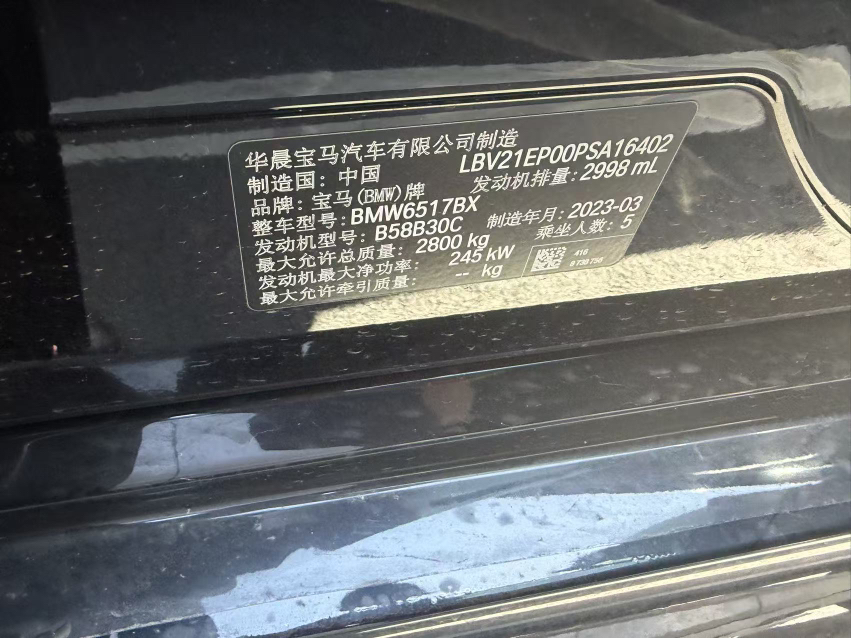 华晨宝马汽车有限公司制造
制造国：中国 LBV21EP00PSA16402
品牌：宝马(BMW)牌 发动机排量：2998 mL
整车型号：BMW6517BX
发动机型号：B58B30C 制造年月：2023-03
最大允许总质量：2800 kg 乘坐人数：5
发动机最大净功率：245 kW
最大允许牵引质量：-- kg
416